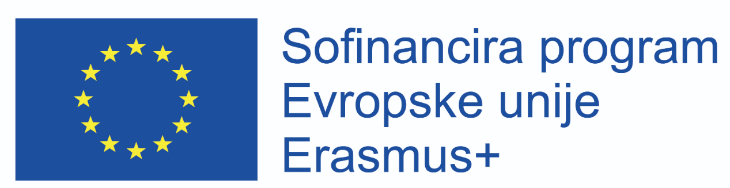 Sofinancira program
Evropske unije
Erasmus+